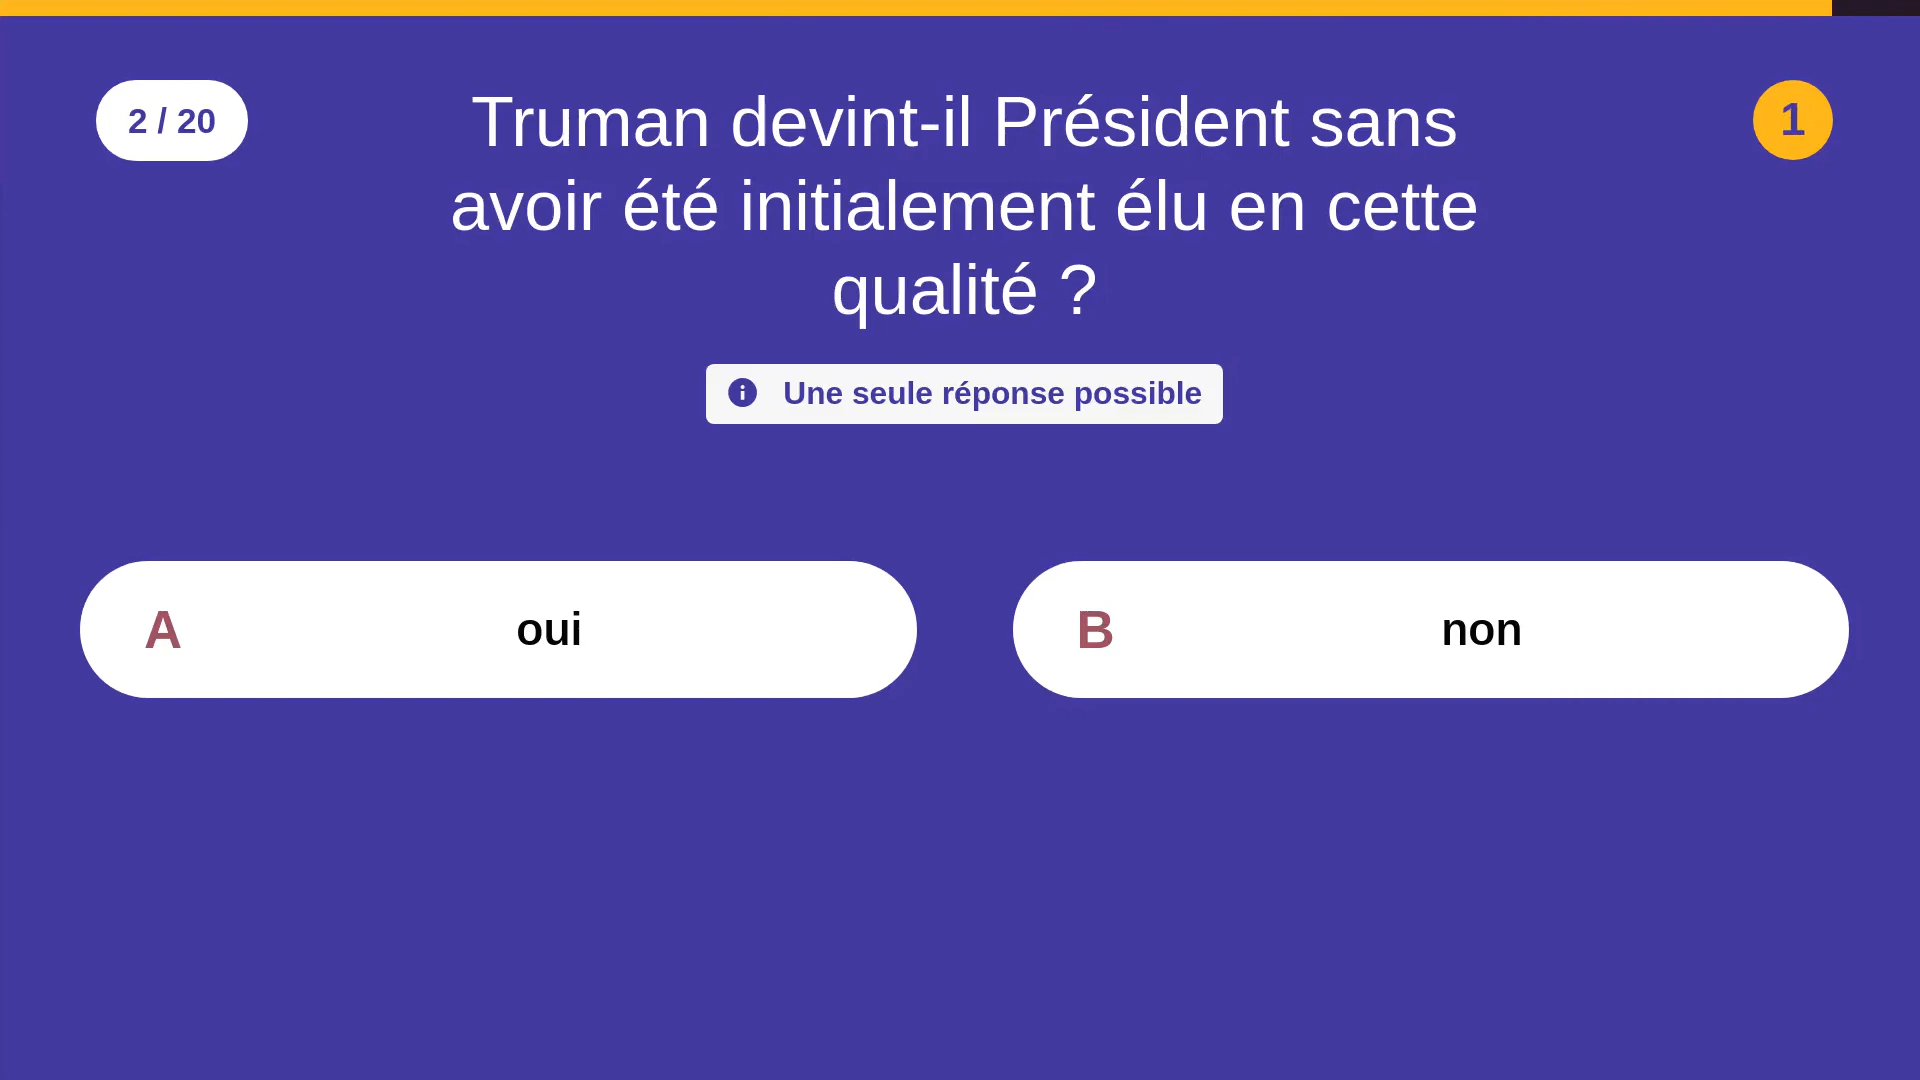 2 / 20
Truman devint-il Président sans
avoir été initialement élu en cette
qualité ?
1
Une seule réponse possible
A oui
B non